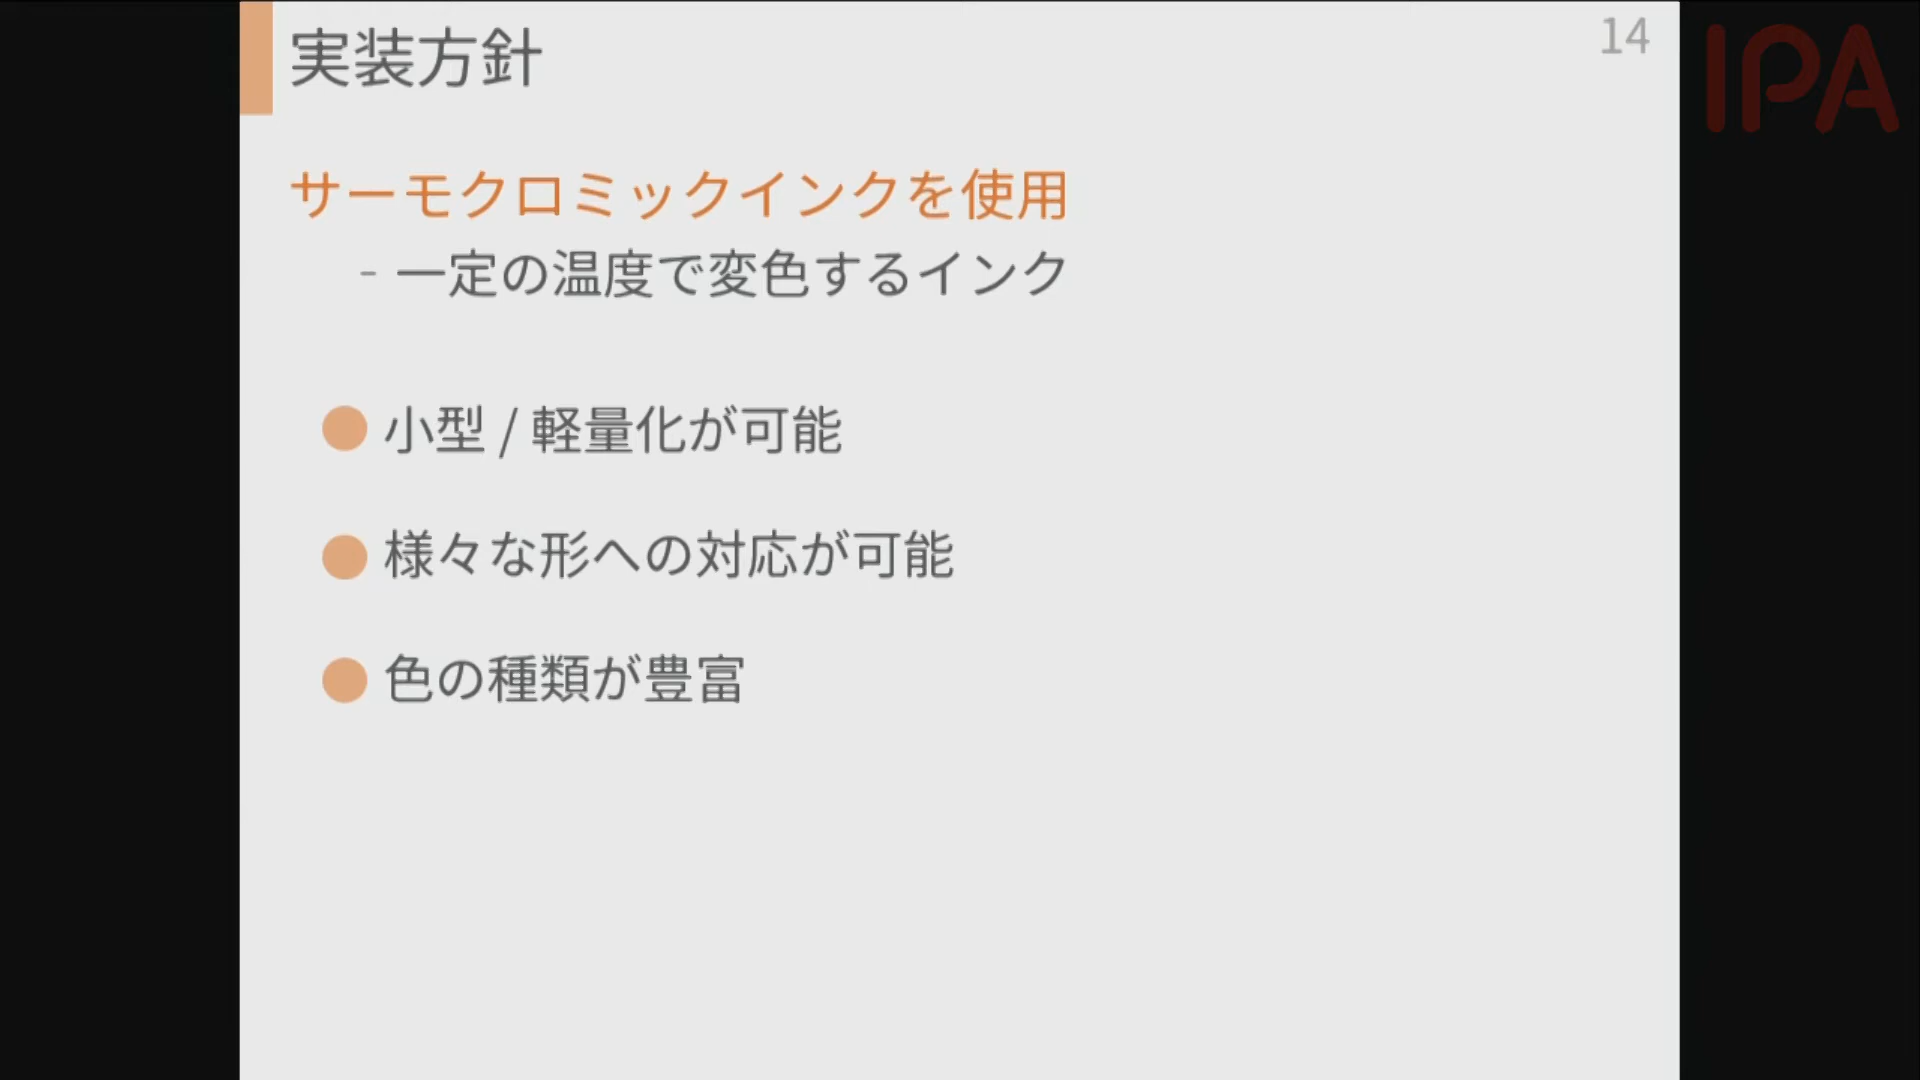 実装方針
14
IPA
サーモクロミックインクを使用
- 一定の温度で変色するインク
小型 / 軽量化が可能
様々な形への対応が可能
色の種類が豊富